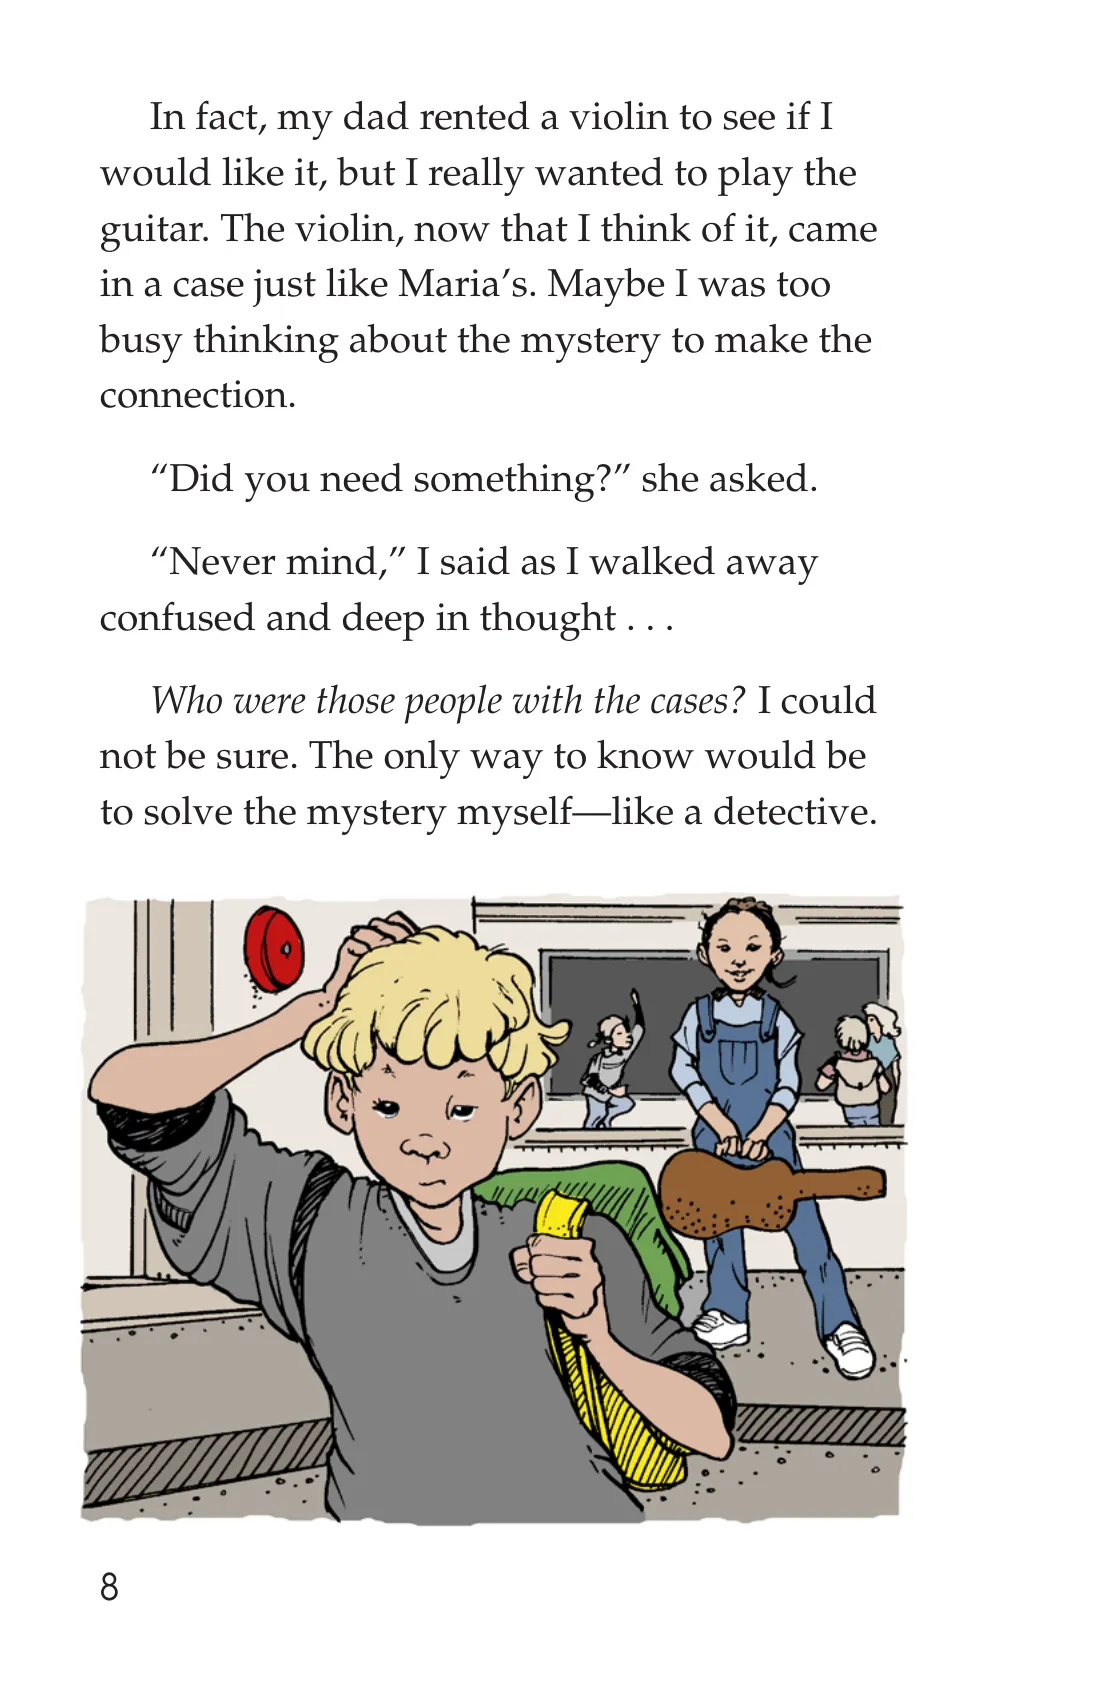 In fact, my dad rented a violin to see if I
would like it, but I really wanted to play the
guitar. The violin, now that I think of it, came
in a case just like Maria’s. Maybe I was too
busy thinking about the mystery to make the
connection.
“Did you need something?” she asked.
“Never mind,” I said as I walked away
confused and deep in thought . . .
Who were those people with the cases? I could
not be sure. The only way to know would be
to solve the mystery myself—like a detective.
8